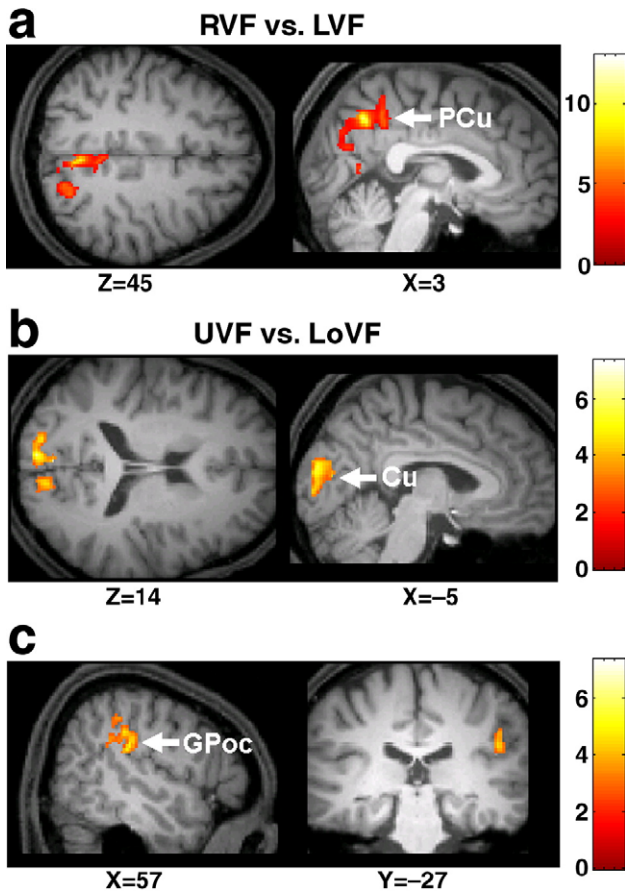 a
RVF vs. LVF
PCu
10
5
0
Z=45
X=3
b
UVF vs. LoVF
Cu
6
4
2
0
Z=14
X=–5
c
GPoc
6
4
2
0
X=57
Y=–27